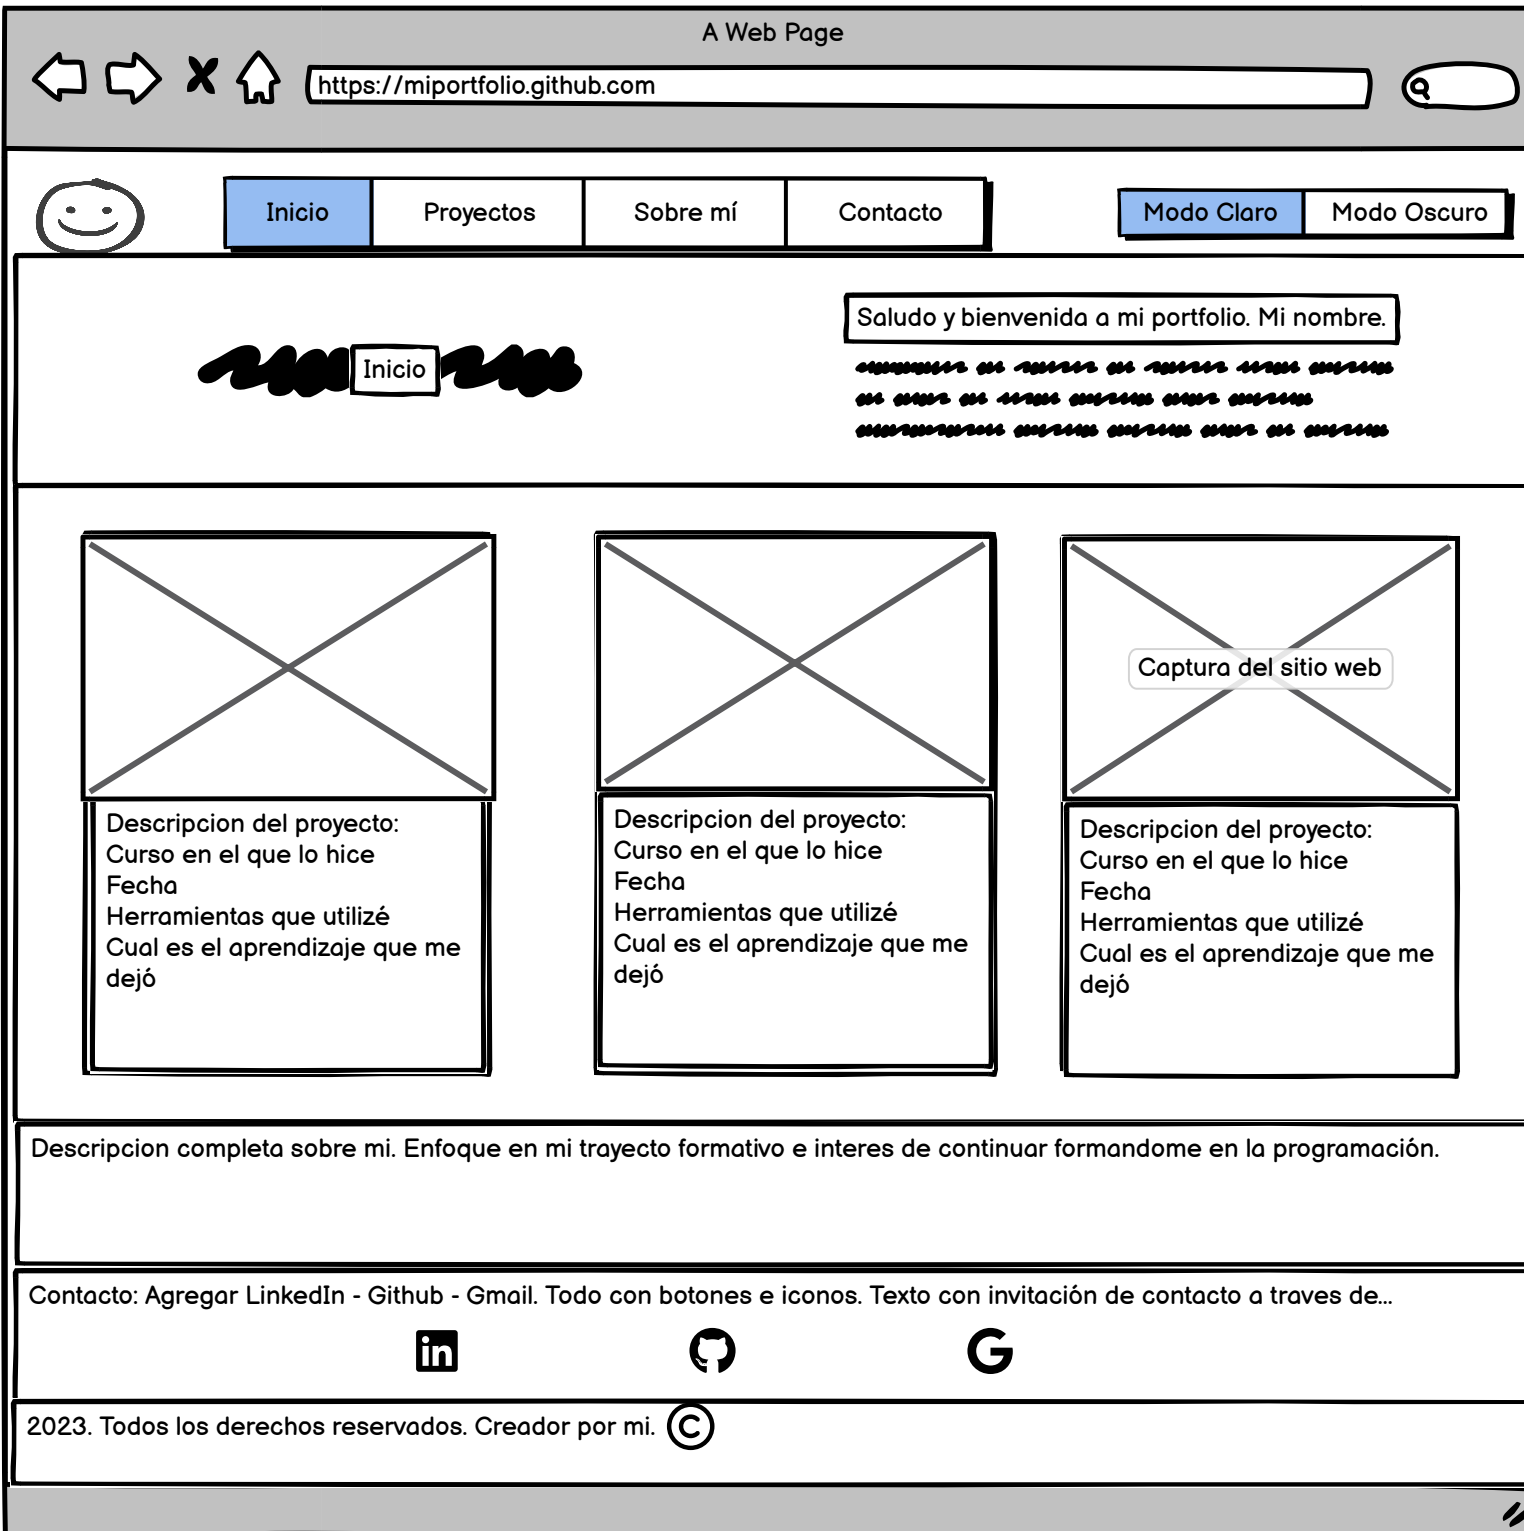 A Web Page
https://miportfolio.github.com
Inicio Proyectos Sobre mí Contacto Modo Claro Modo Oscuro
Inicio
Saludo y bienvenida a mi portfolio. Mi nombre.
Captura del sitio web
Descripcion del proyecto:
Curso en el que lo hice
Fecha
Herramientas que utilizé
Cual es el aprendizaje que me
dejó
Descripcion del proyecto:
Curso en el que lo hice
Fecha
Herramientas que utilizé
Cual es el aprendizaje que me
dejó
Descripcion del proyecto:
Curso en el que lo hice
Fecha
Herramientas que utilizé
Cual es el aprendizaje que me
dejó
Descripcion completa sobre mi. Enfoque en mi trayecto formativo e interes de continuar formandome en la programación.
Contacto: Agregar LinkedIn - Github - Gmail. Todo con botones e iconos. Texto con invitación de contacto a traves de...
in G
2023. Todos los derechos reservados. Creador por mi. ©